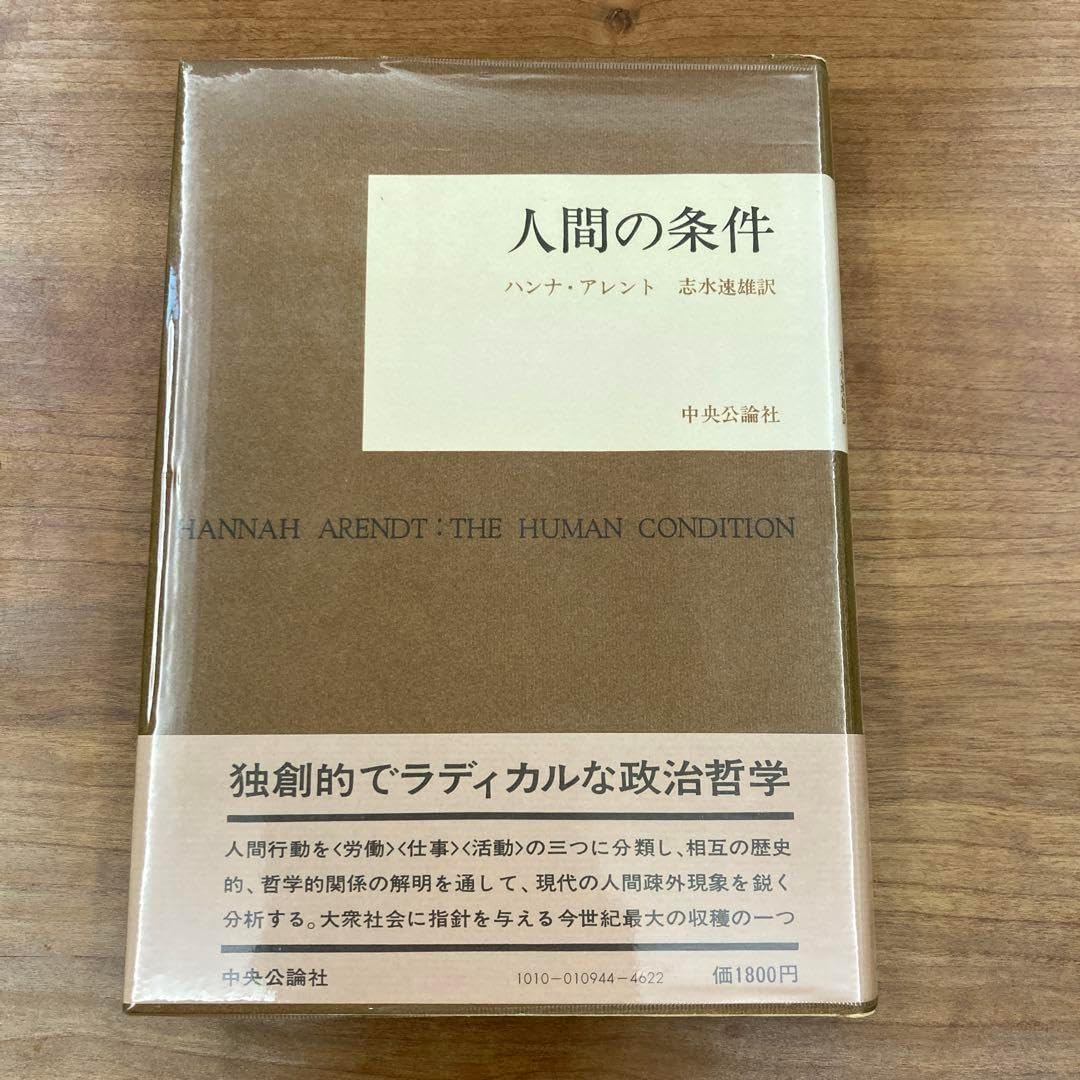 人間の条件
ハンナ・アレント 志水速雄訳
中央公論社
HANNAH ARENDT:THE HUMAN CONDITION
独創的でラディカルな政治哲学
人間行動を<労働><仕事><活動>の三つに分類し、相互の歴史
的、哲学的関係の解明を通して、現代の人間疎外現象を鋭く
分析する。大衆社会に指針を与える今世紀最大の収穫の一つ
中央公論社 1010-010944-4622 価1800円